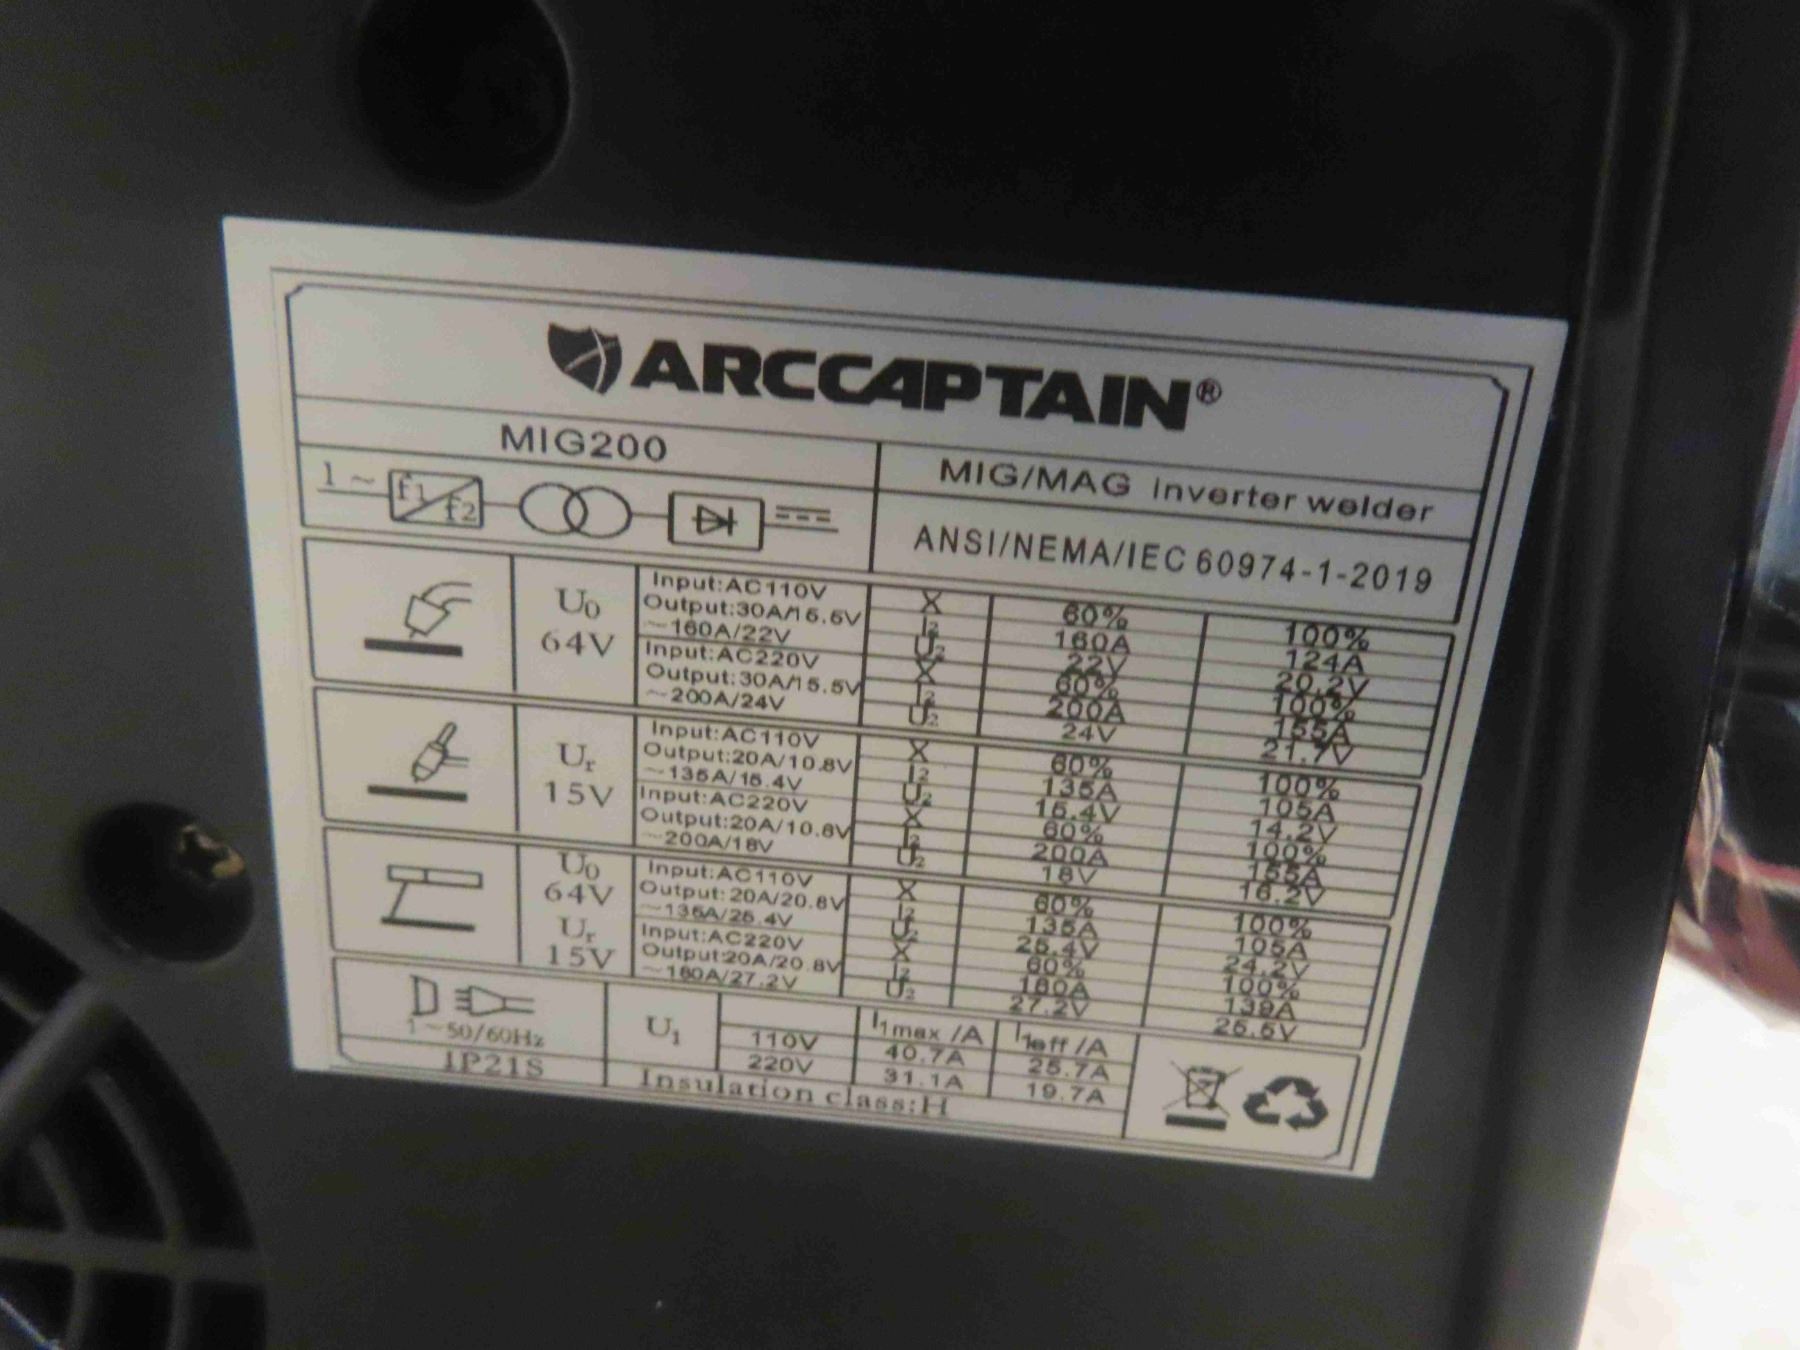 ARCCAPTAIN®
MIG200
MIG/MAG inverter welder
1~ f1 f2
ANSI/NEMA/IEC 60974-1-2019
U0 64V
Input:AC110V
Output:30A/15.5V
~160A/22V
X 60% 100%
I2 160A 124A
U2 22V 20.2V
Input:AC220V
Output:30A/15.5V
~200A/24V
X 60% 100%
I2 200A 155A
U2 24V 21.7V
Ur 15V
Input:AC110V
Output:20A/10.8V
~135A/15.4V
X 60% 100%
I2 135A 105A
U2 15.4V 14.2V
Input:AC220V
Output:20A/10.8V
~200A/18V
X 60% 100%
I2 200A 155A
U2 18V 16.2V
U0 64V
Ur 15V
Input:AC110V
Output:20A/20.8V
~135A/25.4V
X 60% 100%
I2 135A 105A
U2 25.4V 24.2V
Input:AC220V
Output:20A/20.8V
~180A/27.2V
X 60% 100%
I2 180A 139A
U2 27.2V 25.5V
1~50/60Hz
U1
I1max/A I1eff/A
110V 40.7A 25.7A
220V 31.1A 19.7A
IP21S
Insulation class:H